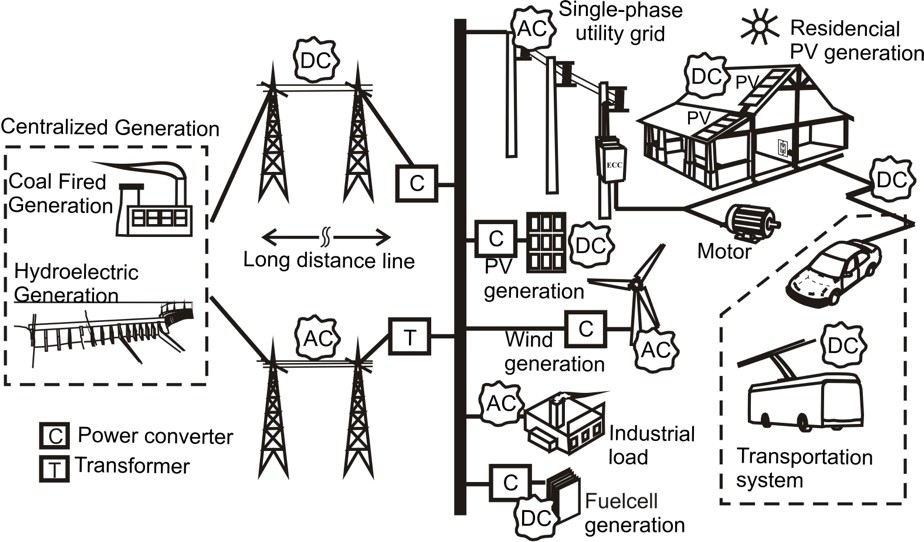 Centralized Generation
Coal Fired
Generation
Hydroelectric
Generation
DC
C
Long distance line
AC
T
C Power converter
T Transformer
AC
Single-phase
utility grid
ECC
Residencial
PV generation
DC
PV
PV
DC
Motor
C
DC
PV
generation
C
Wind
generation
AC
AC
Industrial
load
C
DC
Fuelcell
generation
DC
Transportation
system